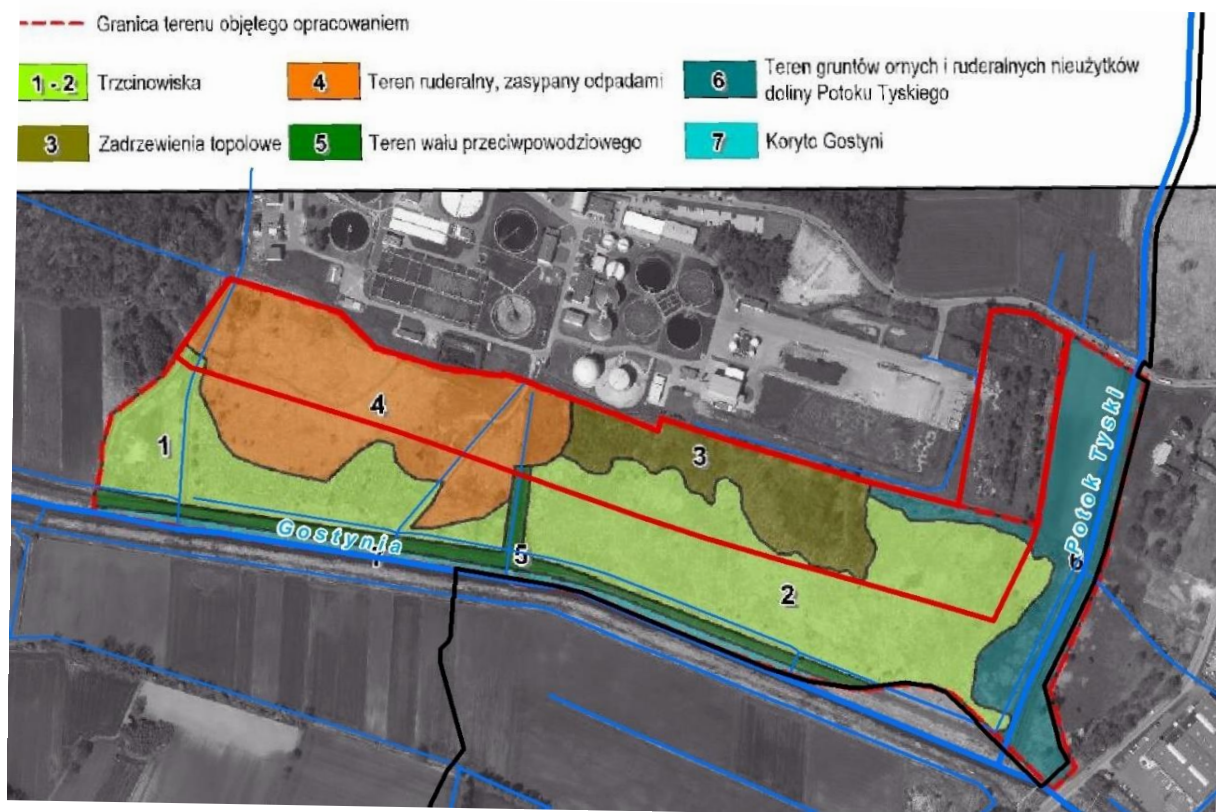 Granica terenu objętego opracowaniem
1 - 2 Trzcinowiska
4 Teren ruderalny, zasypany odpadami
6 Teren gruntów ornych i ruderalnych nieużytków
doliny Potoku Tyskiego
3 Zadrzewienia topolowe
5 Teren wału przeciwpowodziowego
7 Koryto Gostyni
4
1
3
Potok Tyski
Gostynia
5
6
2